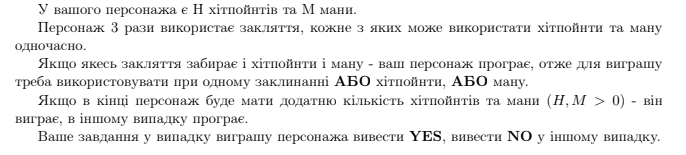 У вашого персонажа є H хітпойнтів та M мани.
Персонаж 3 рази використає закляття, кожне з яких може використати хітпойнти та ману
одночасно.
Якщо якесь закляття забирає і хітпойнти і ману - ваш персонаж програє, отже для виграшу
треба використовувати при одному заклинанні АБО хітпойнти, АБО ману.
Якщо в кінці персонаж буде мати додатню кількість хітпойнтів та мани (H, M > 0) - він
виграє, в іншому випадку програє.
Ваше завдання у випадку виграшу персонажа вивести YES, вивести NO у іншому випадку.